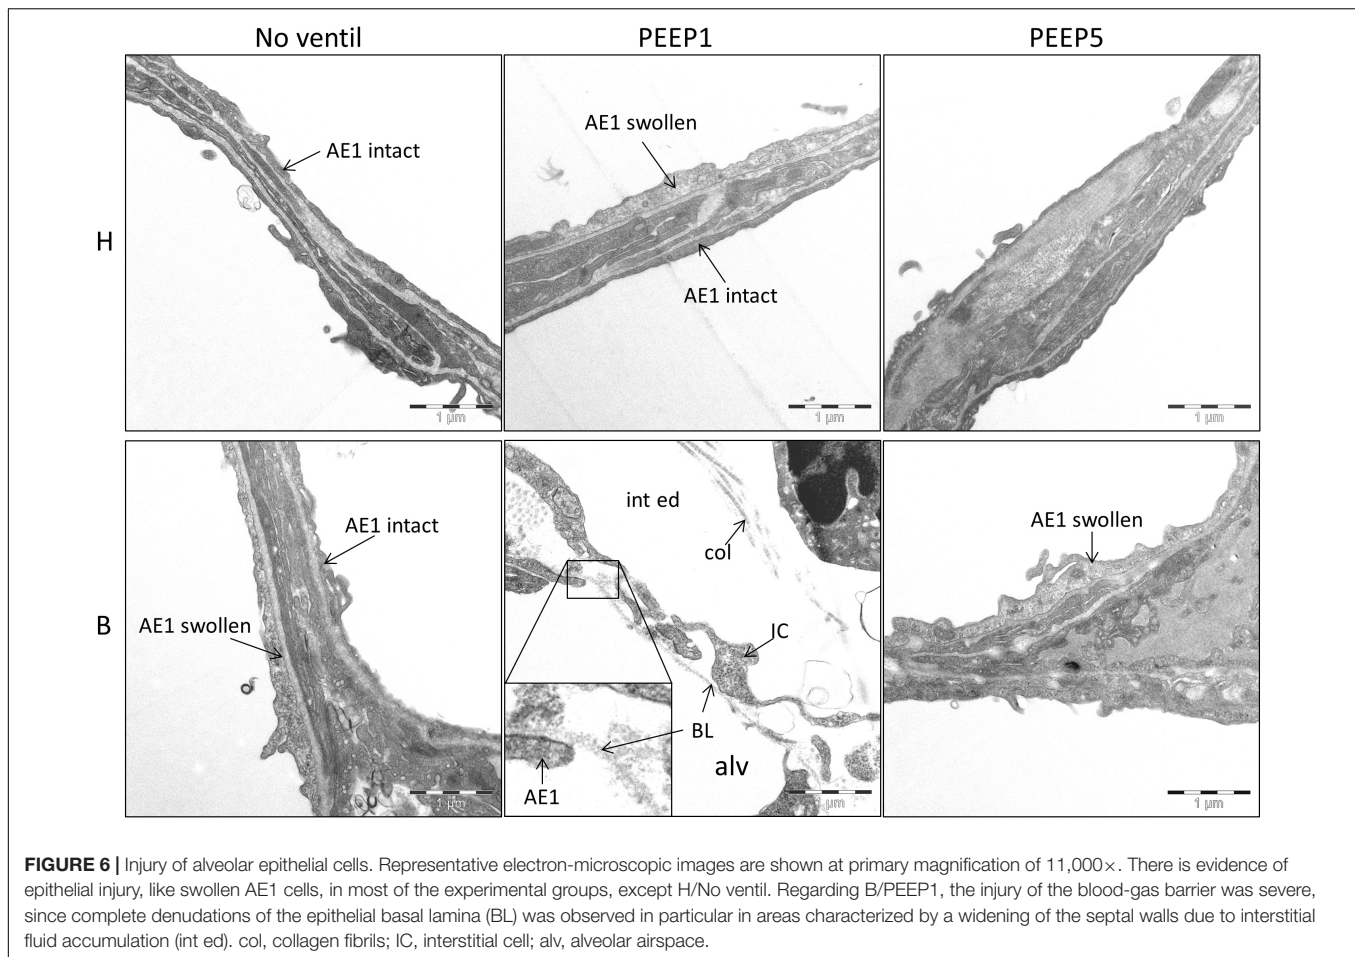 No ventil
PEEP1
PEEP5
H
AE1 intact
1 μm
AE1 swollen
AE1 intact
1 μm
1 μm
B
AE1 intact
AE1 swollen
1 μm
int ed
col
IC
BL
alv
AE1
1 μm
AE1 swollen
1 μm
FIGURE 6 | Injury of alveolar epithelial cells. Representative electron-microscopic images are shown at primary magnification of 11,000×. There is evidence of
epithelial injury, like swollen AE1 cells, in most of the experimental groups, except H/No ventil. Regarding B/PEEP1, the injury of the blood-gas barrier was severe,
since complete denudations of the epithelial basal lamina (BL) was observed in particular in areas characterized by a widening of the septal walls due to interstitial
fluid accumulation (int ed). col, collagen fibrils; IC, interstitial cell; alv, alveolar airspace.